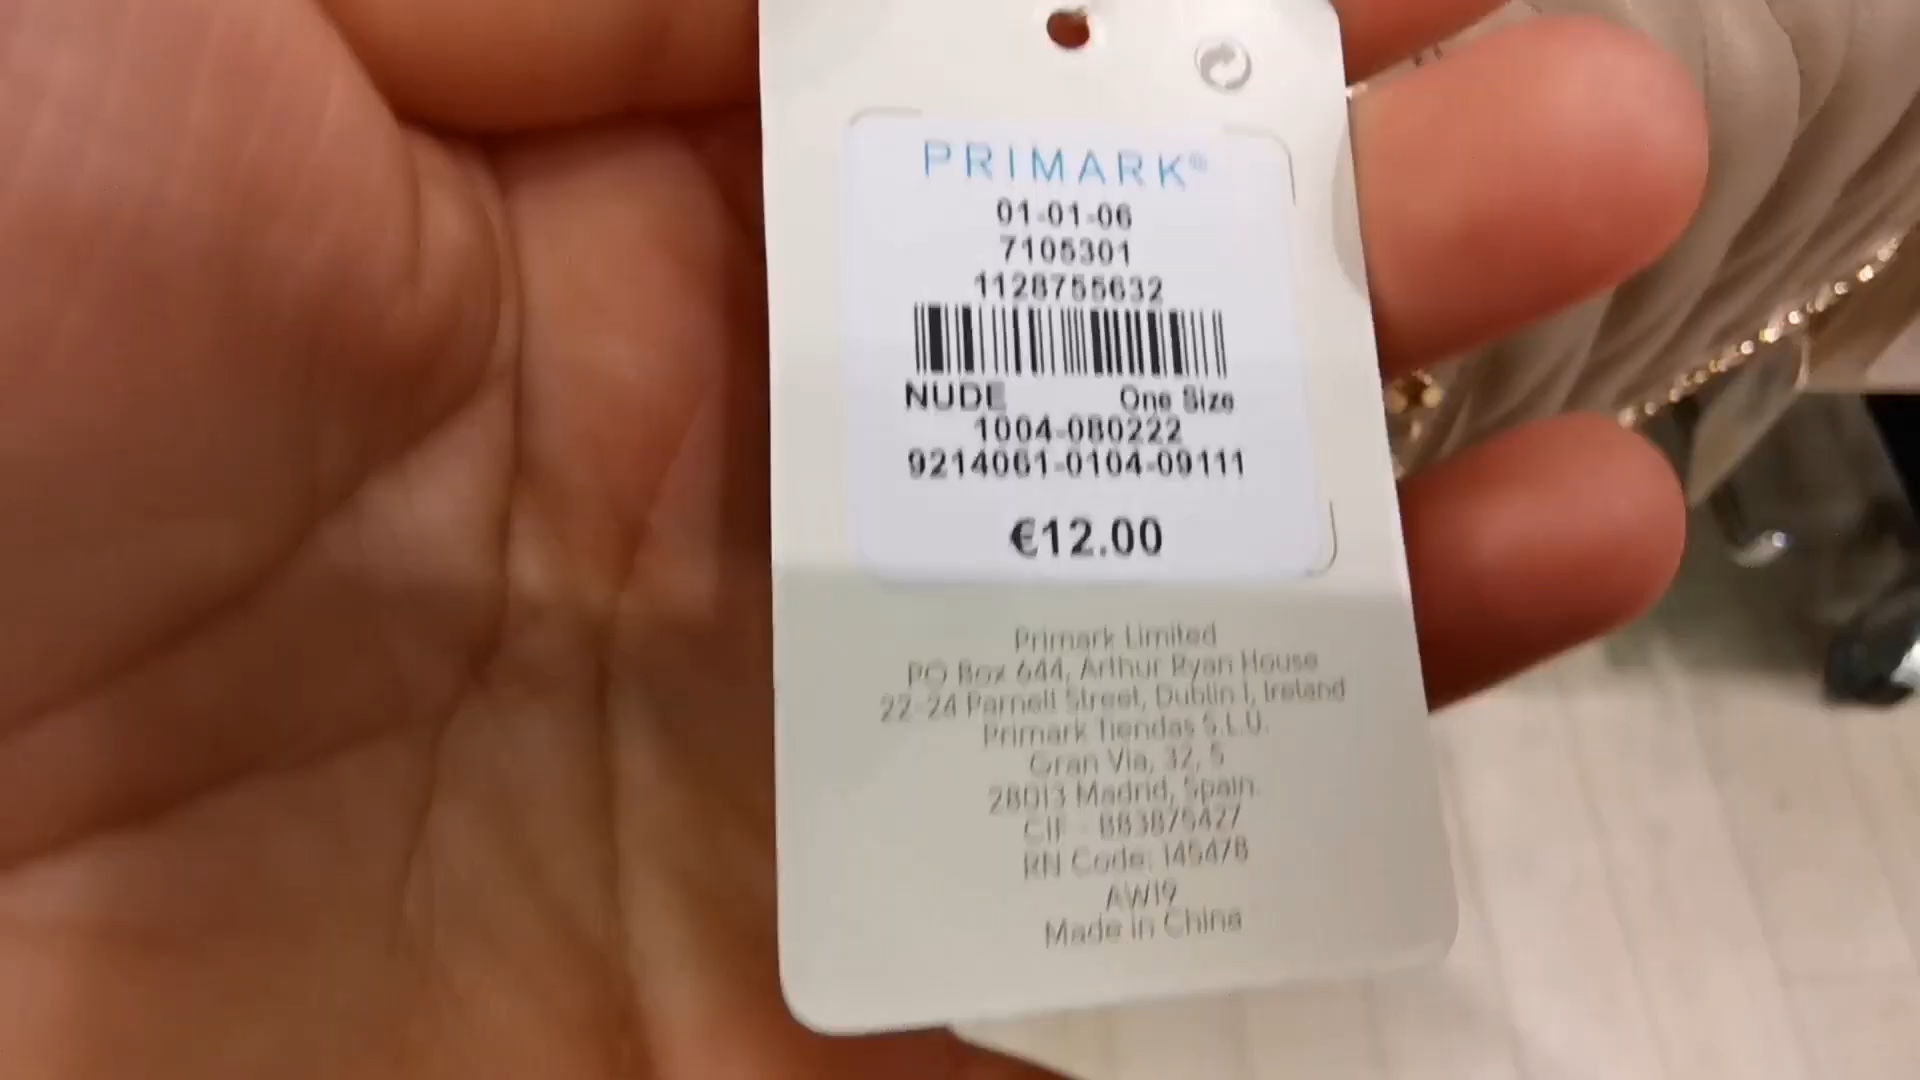 PRIMARK®
01-01-06
7105301
1128755632
NUDE One Size
1004-080222
9214061-0104-09111
€12.00
Primark Limited
PO Box 644, Arthur Ryan House
22-24 Parnell Street, Dublin 1, Ireland
Primark Tiendas S.L.U.
Gran Via, 32, 5
28013 Madrid, Spain.
CIF - B83875427
RN Code: 145478
AW19
Made in China